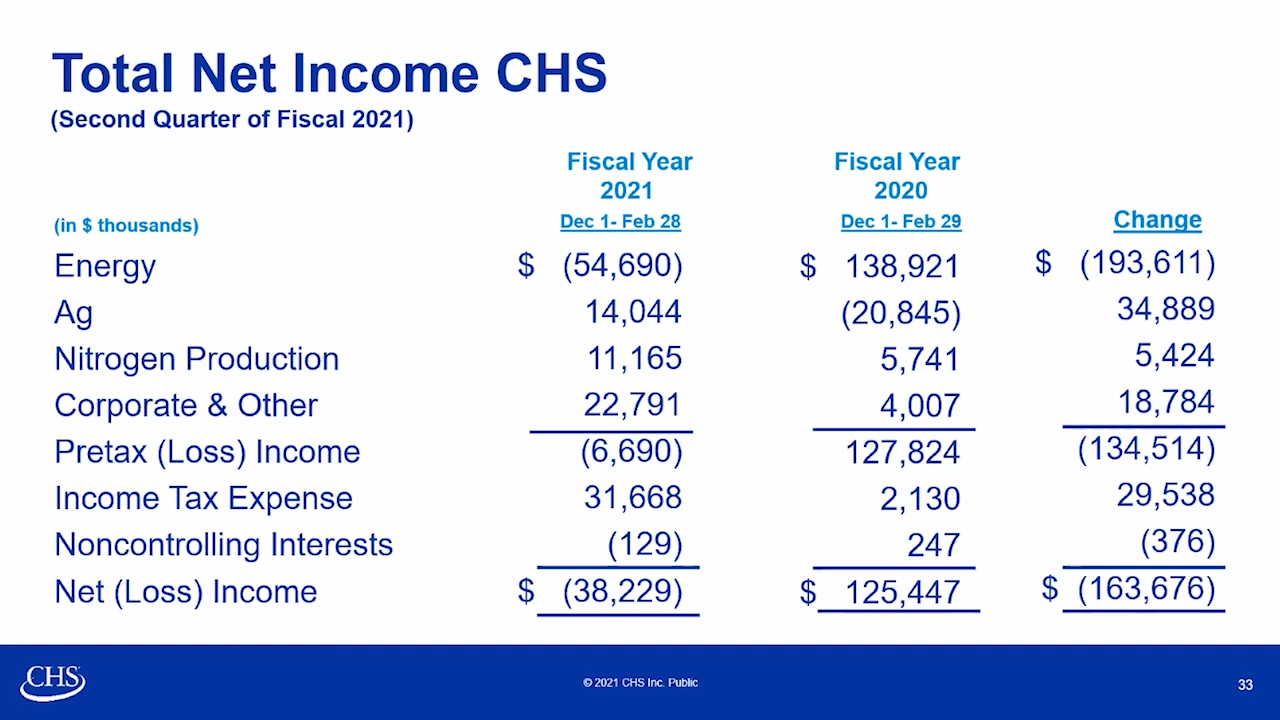 Total Net Income CHS
(Second Quarter of Fiscal 2021)
Fiscal Year 2021 Fiscal Year 2020
(in $ thousands) Dec 1- Feb 28 Dec 1- Feb 29 Change
Energy $ (54,690) $ 138,921 $ (193,611)
Ag 14,044 (20,845) 34,889
Nitrogen Production 11,165 5,741 5,424
Corporate & Other 22,791 4,007 18,784
Pretax (Loss) Income (6,690) 127,824 (134,514)
Income Tax Expense 31,668 2,130 29,538
Noncontrolling Interests (129) 247 (376)
Net (Loss) Income $ (38,229) $ 125,447 $ (163,676)
CHS © 2021 CHS Inc. Public 33